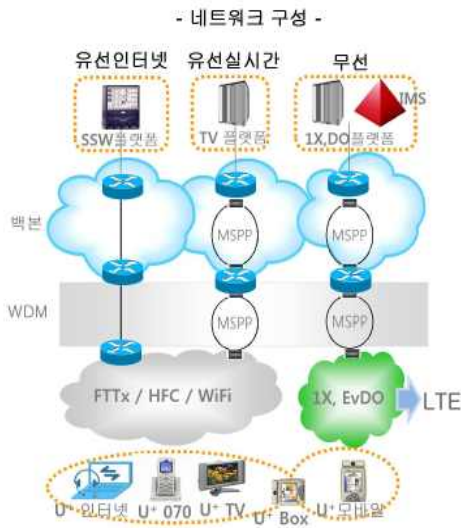 - 네트워크 구성 -
유선인터넷 유선실시간 무선
IMS
SSW플랫폼 TV 플랫폼 1X,DO플랫폼
백본
MSPP MSPP
WDM
MSPP MSPP
FTTx / HFC / WiFi 1X, EvDO LTE
U⁺ 인터넷 U⁺ 070 U⁺ TV U⁺ Box U⁺모바일